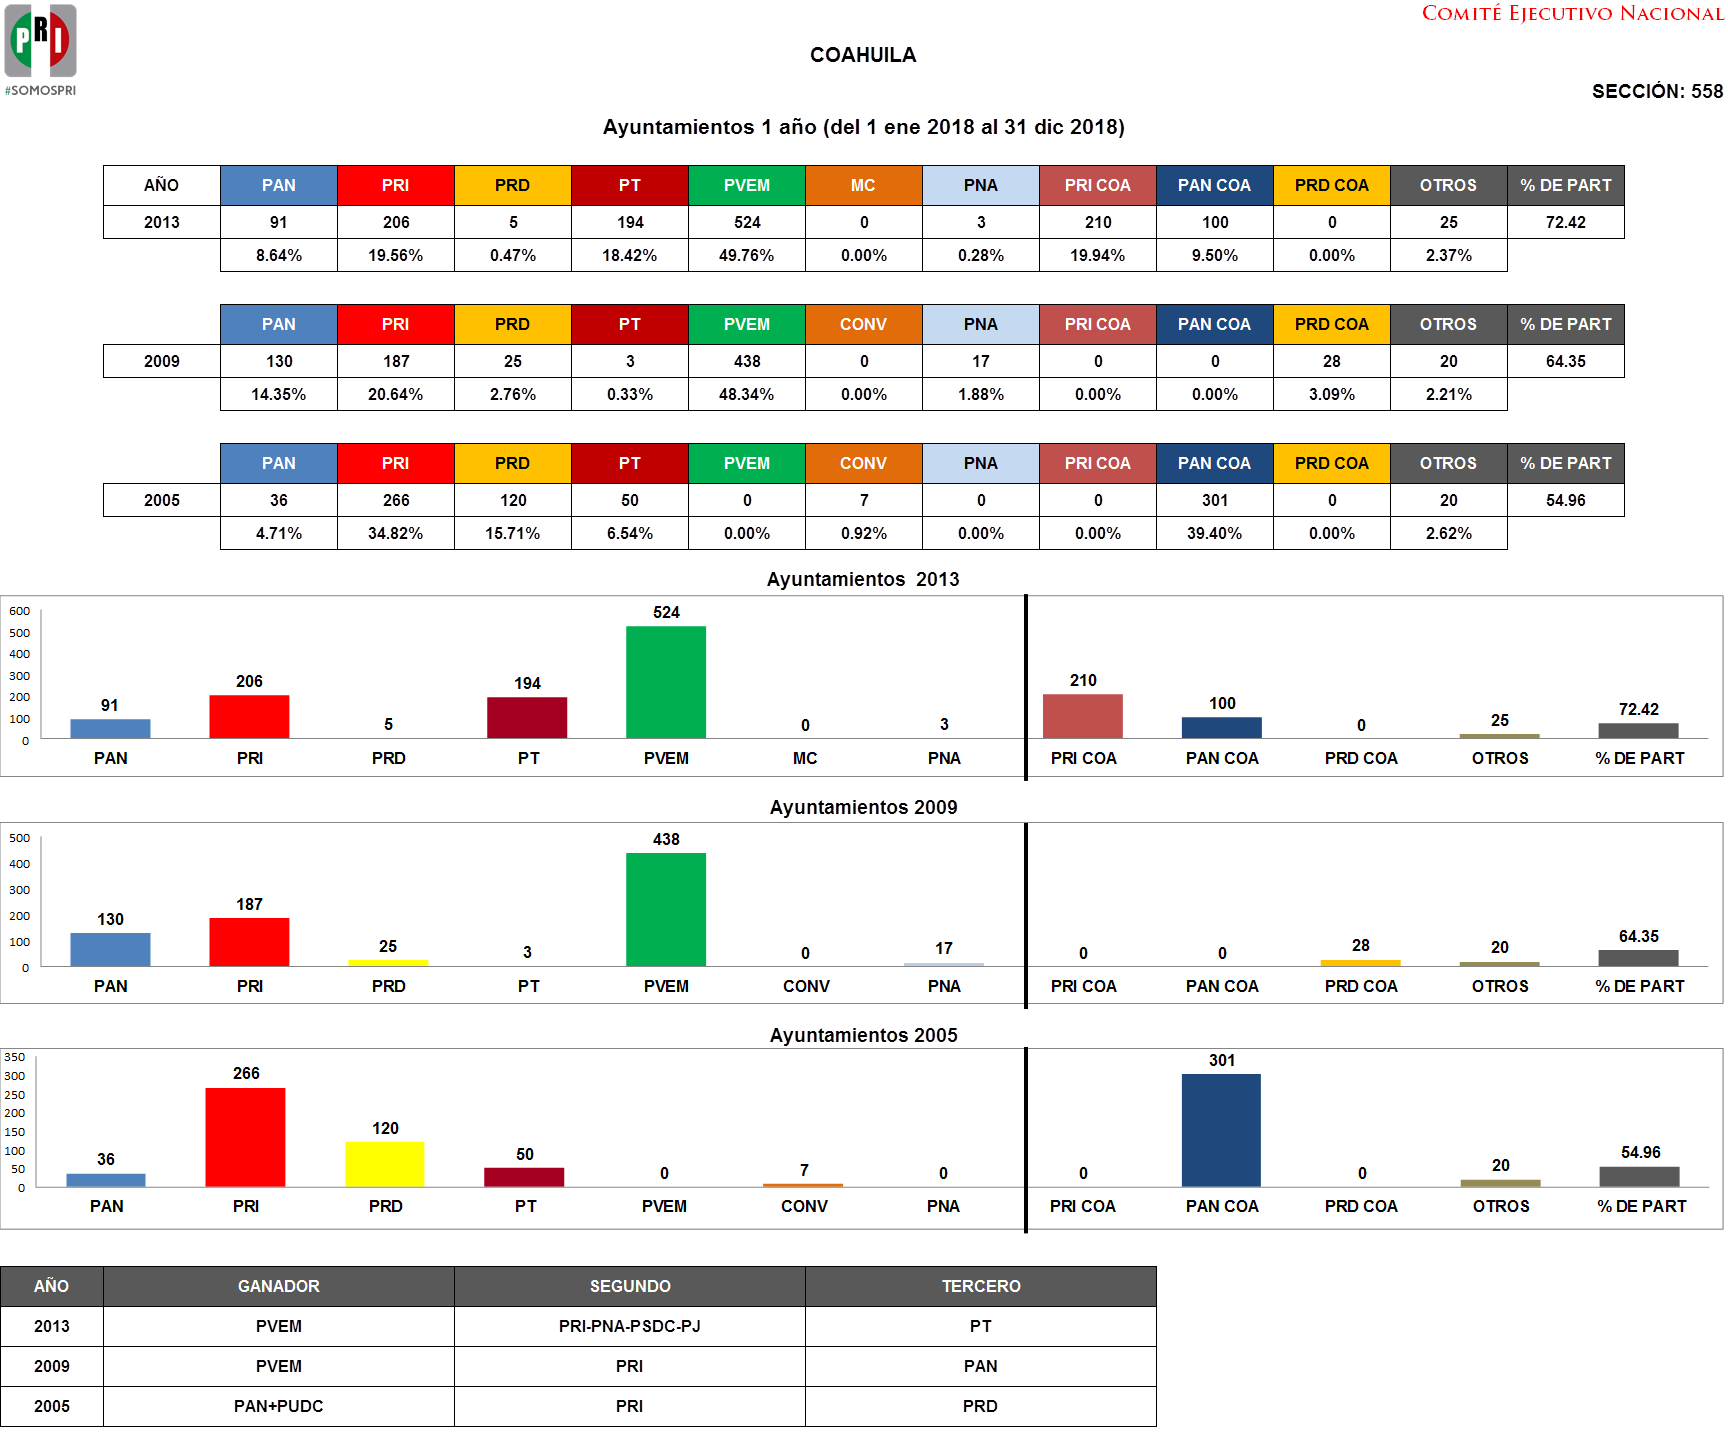 PRI
#SOMOSPRI
COMITÉ EJECUTIVO NACIONAL
COAHUILA
SECCIÓN: 558
Ayuntamientos 1 año (del 1 ene 2018 al 31 dic 2018)
AÑO PAN PRI PRD PT PVEM MC PNA PRI COA PAN COA PRD COA OTROS % DE PART
2013 91 206 5 194 524 0 3 210 100 0 25 72.42
8.64% 19.56% 0.47% 18.42% 49.76% 0.00% 0.28% 19.94% 9.50% 0.00% 2.37%
PAN PRI PRD PT PVEM CONV PNA PRI COA PAN COA PRD COA OTROS % DE PART
2009 130 187 25 3 438 0 17 0 0 28 20 64.35
14.35% 20.64% 2.76% 0.33% 48.34% 0.00% 1.88% 0.00% 0.00% 3.09% 2.21%
PAN PRI PRD PT PVEM CONV PNA PRI COA PAN COA PRD COA OTROS % DE PART
2005 36 266 120 50 0 7 0 0 301 0 20 54.96
4.71% 34.82% 15.71% 6.54% 0.00% 0.92% 0.00% 0.00% 39.40% 0.00% 2.62%
Ayuntamientos 2013
600
500
400
300
200
100
0
91 206 5 194 524 0 3 210 100 0 25 72.42
PAN PRI PRD PT PVEM MC PNA PRI COA PAN COA PRD COA OTROS % DE PART
Ayuntamientos 2009
500
400
300
200
100
0
130 187 25 3 438 0 17 0 0 28 20 64.35
PAN PRI PRD PT PVEM CONV PNA PRI COA PAN COA PRD COA OTROS % DE PART
Ayuntamientos 2005
350
300
250
200
150
100
50
0
36 266 120 50 0 7 0 0 301 0 20 54.96
PAN PRI PRD PT PVEM CONV PNA PRI COA PAN COA PRD COA OTROS % DE PART
AÑO GANADOR SEGUNDO TERCERO
2013 PVEM PRI-PNA-PSDC-PJ PT
2009 PVEM PRI PAN
2005 PAN+PUDC PRI PRD